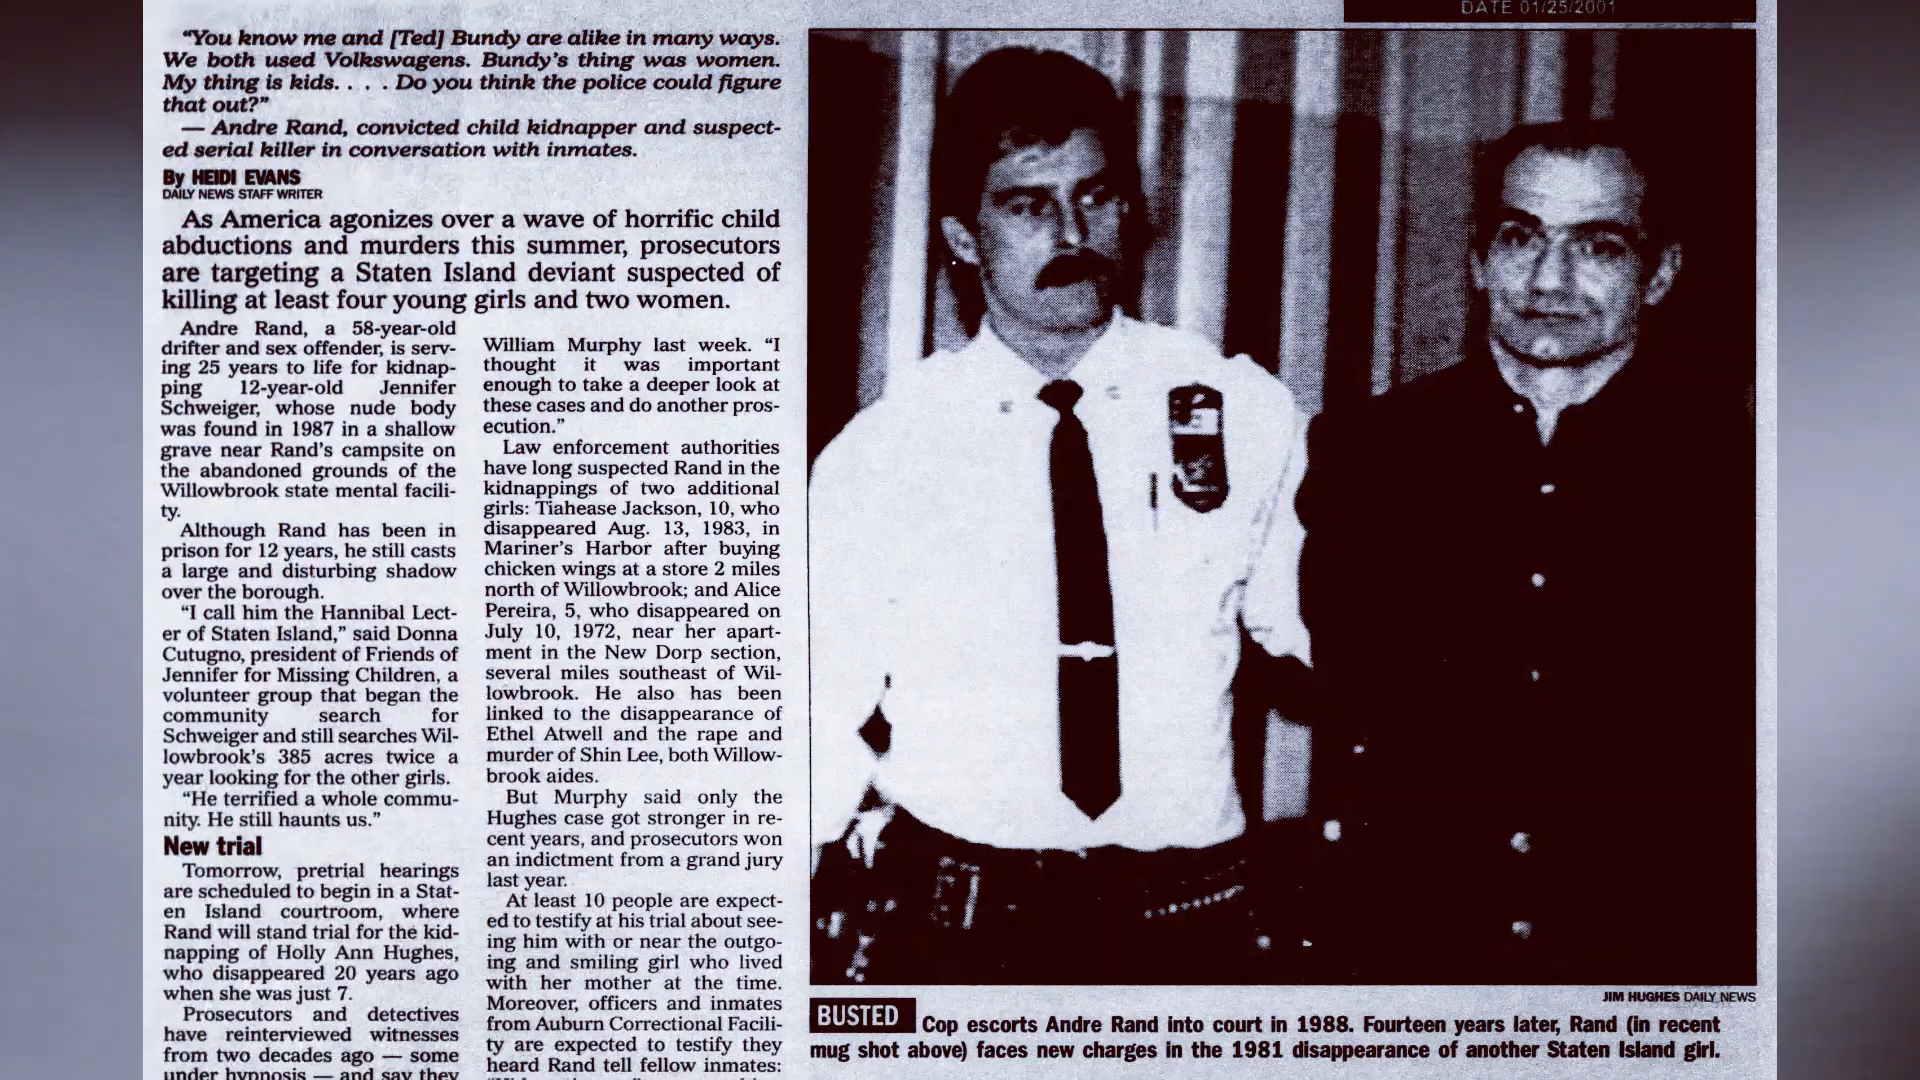 DATE 01/25/2001
“You know me and [Ted] Bundy are alike in many ways.
We both used Volkswagens. Bundy’s thing was women.
My thing is kids. . . . Do you think the police could figure
that out?”
— Andre Rand, convicted child kidnapper and suspect-
ed serial killer in conversation with inmates.
By HEIDI EVANS
DAILY NEWS STAFF WRITER
As America agonizes over a wave of horrific child
abductions and murders this summer, prosecutors
are targeting a Staten Island deviant suspected of
killing at least four young girls and two women.
Andre Rand, a 58-year-old
drifter and sex offender, is serv-
ing 25 years to life for kidnap-
ping 12-year-old Jennifer
Schweiger, whose nude body
was found in 1987 in a shallow
grave near Rand’s campsite on
the abandoned grounds of the
Willowbrook state mental facili-
ty.
Although Rand has been in
prison for 12 years, he still casts
a large and disturbing shadow
over the borough.
“I call him the Hannibal Lect-
er of Staten Island,” said Donna
Cutugno, president of Friends of
Jennifer for Missing Children, a
volunteer group that began the
community search for
Schweiger and still searches Wil-
lowbrook’s 385 acres twice a
year looking for the other girls.
“He terrified a whole commu-
nity. He still haunts us.”
New trial
Tomorrow, pretrial hearings
are scheduled to begin in a Stat-
en Island courtroom, where
Rand will stand trial for the kid-
napping of Holly Ann Hughes,
who disappeared 20 years ago
when she was just 7.
Prosecutors and detectives
have reinterviewed witnesses
from two decades ago — some
under hypnosis — and say they
William Murphy last week. “I
thought it was important
enough to take a deeper look at
these cases and do another pros-
ecution.”
Law enforcement authorities
have long suspected Rand in the
kidnappings of two additional
girls: Tiahease Jackson, 10, who
disappeared Aug. 13, 1983, in
Mariner’s Harbor after buying
chicken wings at a store 2 miles
north of Willowbrook; and Alice
Pereira, 5, who disappeared on
July 10, 1972, near her apart-
ment in the New Dorp section,
several miles southeast of Wil-
lowbrook. He also has been
linked to the disappearance of
Ethel Atwell and the rape and
murder of Shin Lee, both Willow-
brook aides.
But Murphy said only the
Hughes case got stronger in re-
cent years, and prosecutors won
an indictment from a grand jury
last year.
At least 10 people are expect-
ed to testify at his trial about see-
ing him with or near the outgo-
ing and smiling girl who lived
with her mother at the time.
Moreover, officers and inmates
from Auburn Correctional Facili-
ty are expected to testify they
heard Rand tell fellow inmates:
JIM HUGHES DAILY NEWS
BUSTED Cop escorts Andre Rand into court in 1988. Fourteen years later, Rand (in recent
mug shot above) faces new charges in the 1981 disappearance of another Staten Island girl.